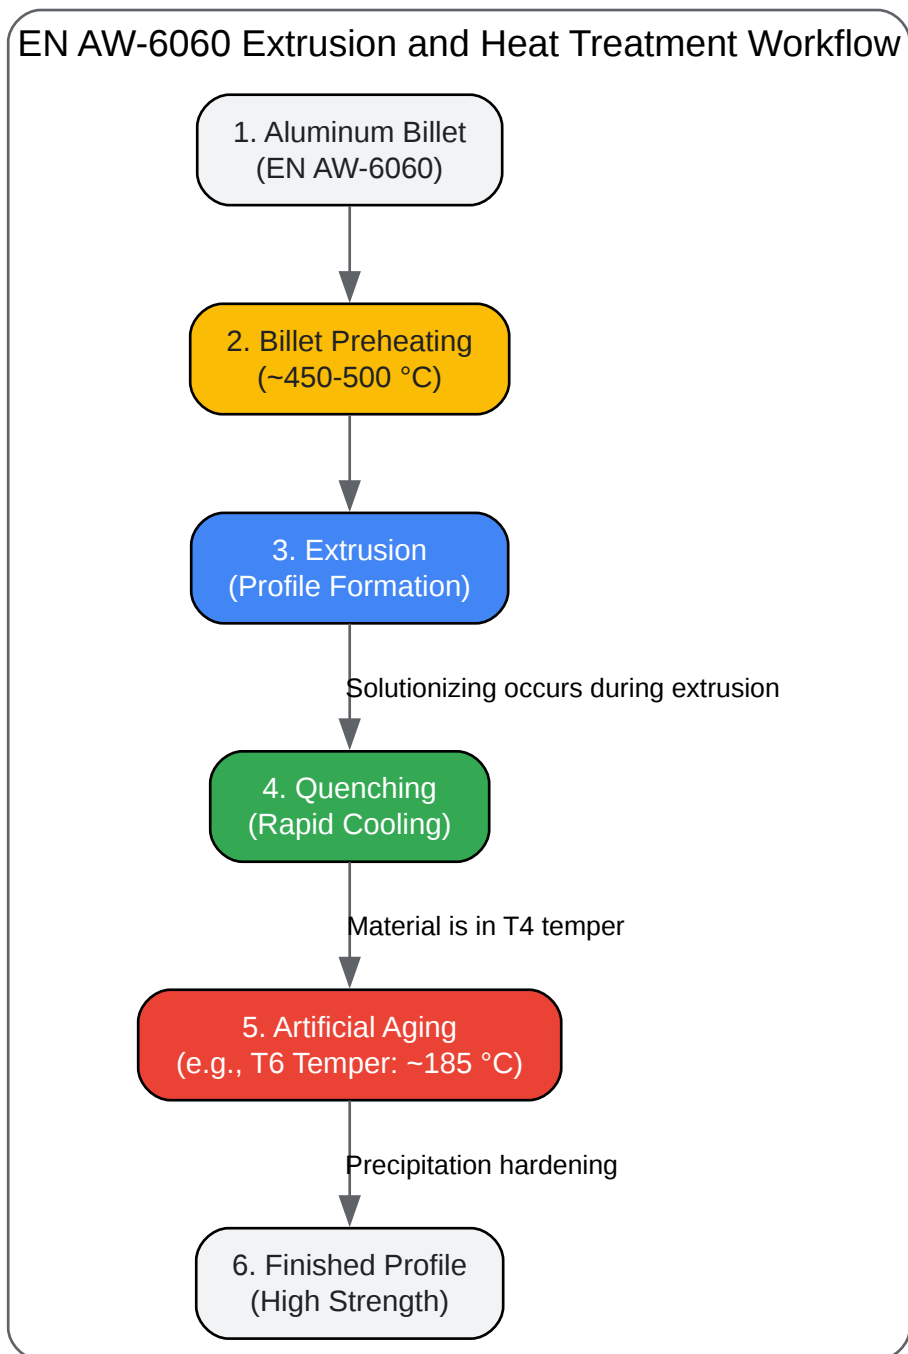 EN AW-6060 Extrusion and Heat Treatment Workflow
1. Aluminum Billet
(EN AW-6060)
2. Billet Preheating
(~450-500 °C)
3. Extrusion
(Profile Formation)
Solutionizing occurs during extrusion
4. Quenching
(Rapid Cooling)
Material is in T4 temper
5. Artificial Aging
(e.g., T6 Temper: ~185 °C)
Precipitation hardening
6. Finished Profile
(High Strength)